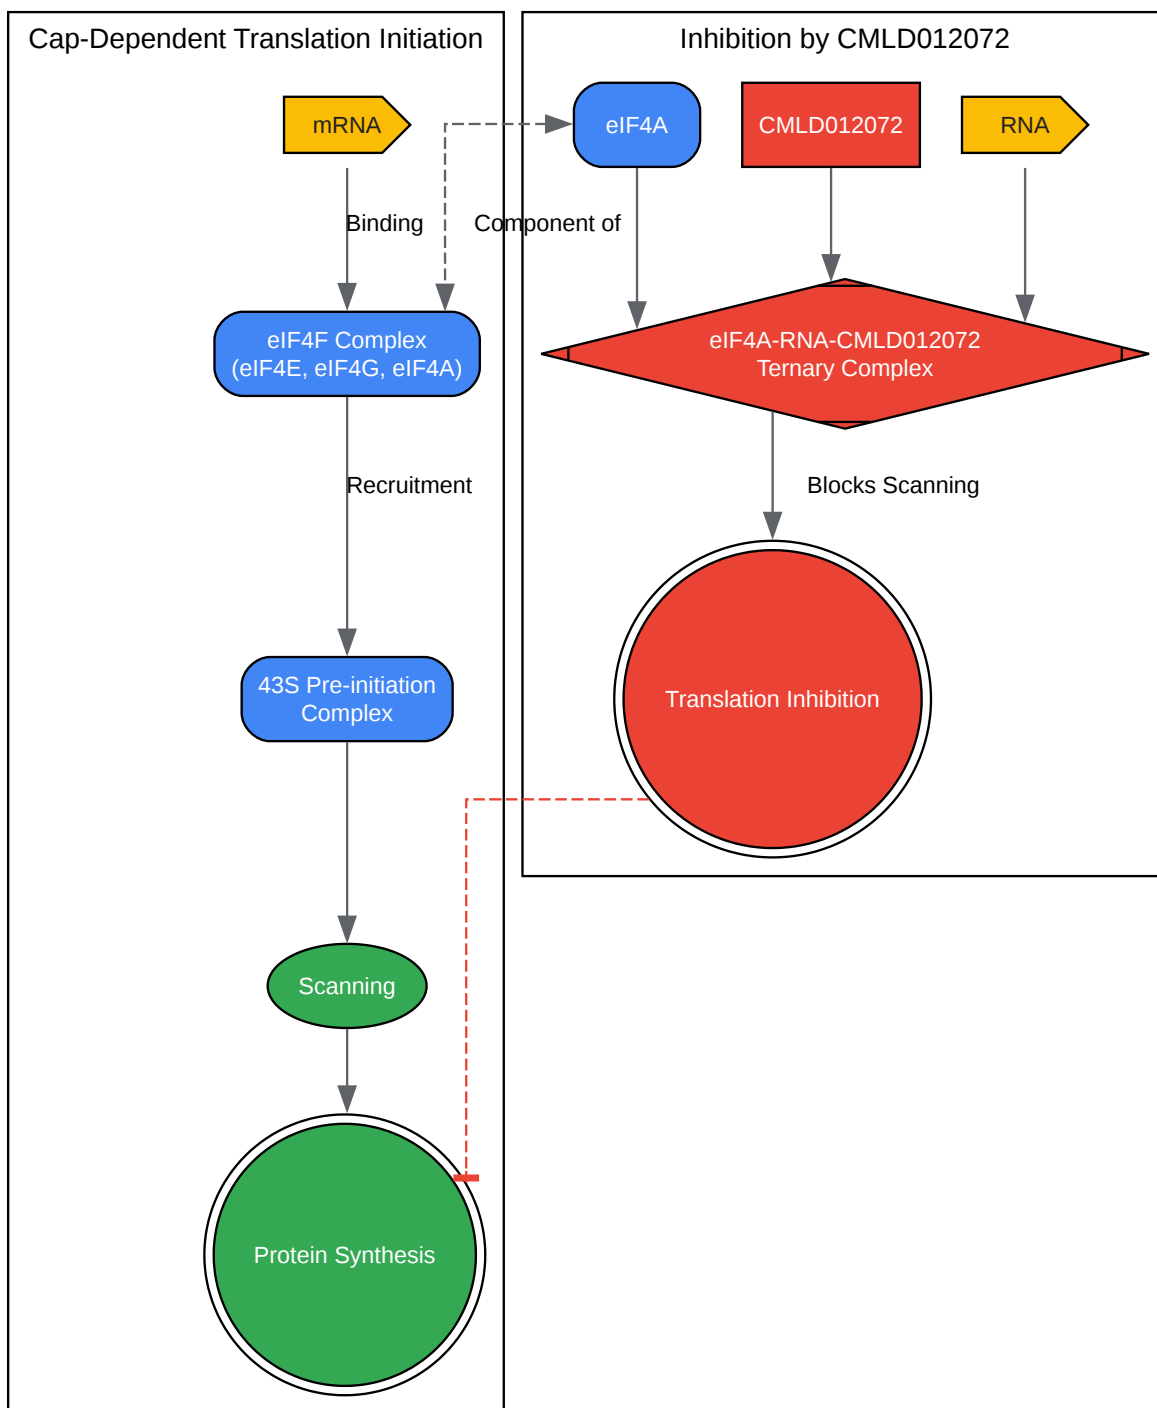 Cap-Dependent Translation Initiation
mRNA
Binding
eIF4F Complex
(eIF4E, eIF4G, eIF4A)
Recruitment
43S Pre-initiation
Complex
Scanning
Protein Synthesis
Inhibition by CMLD012072
eIF4A
CMLD012072
RNA
Component of
eIF4A-RNA-CMLD012072
Ternary Complex
Blocks Scanning
Translation Inhibition